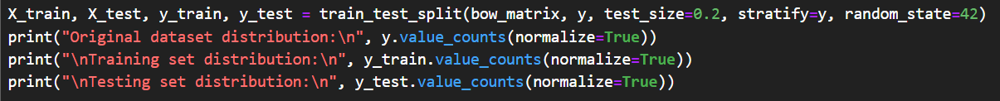 X_train, X_test, y_train, y_test = train_test_split(bow_matrix, y, test_size=0.2, stratify=y, random_state=42)
print("Original dataset distribution:\n", y.value_counts(normalize=True))
print("\nTraining set distribution:\n", y_train.value_counts(normalize=True))
print("\nTesting set distribution:\n", y_test.value_counts(normalize=True))